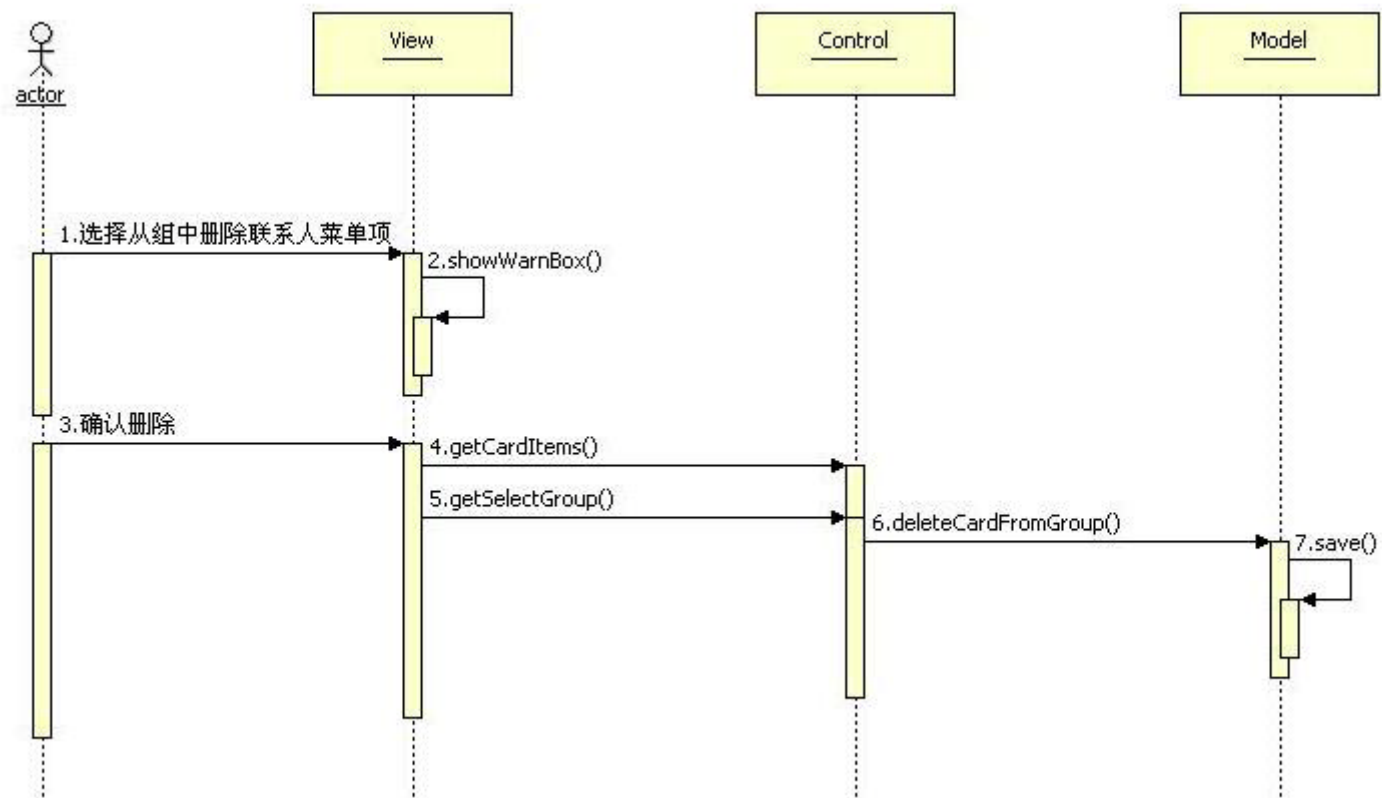 View
Control
Model
actor
1.选择从组中删除联系人菜单项
2.showWarnBox()
3.确认删除
4.getCardItems()
5.getSelectGroup()
6.deleteCardFromGroup()
7.save()